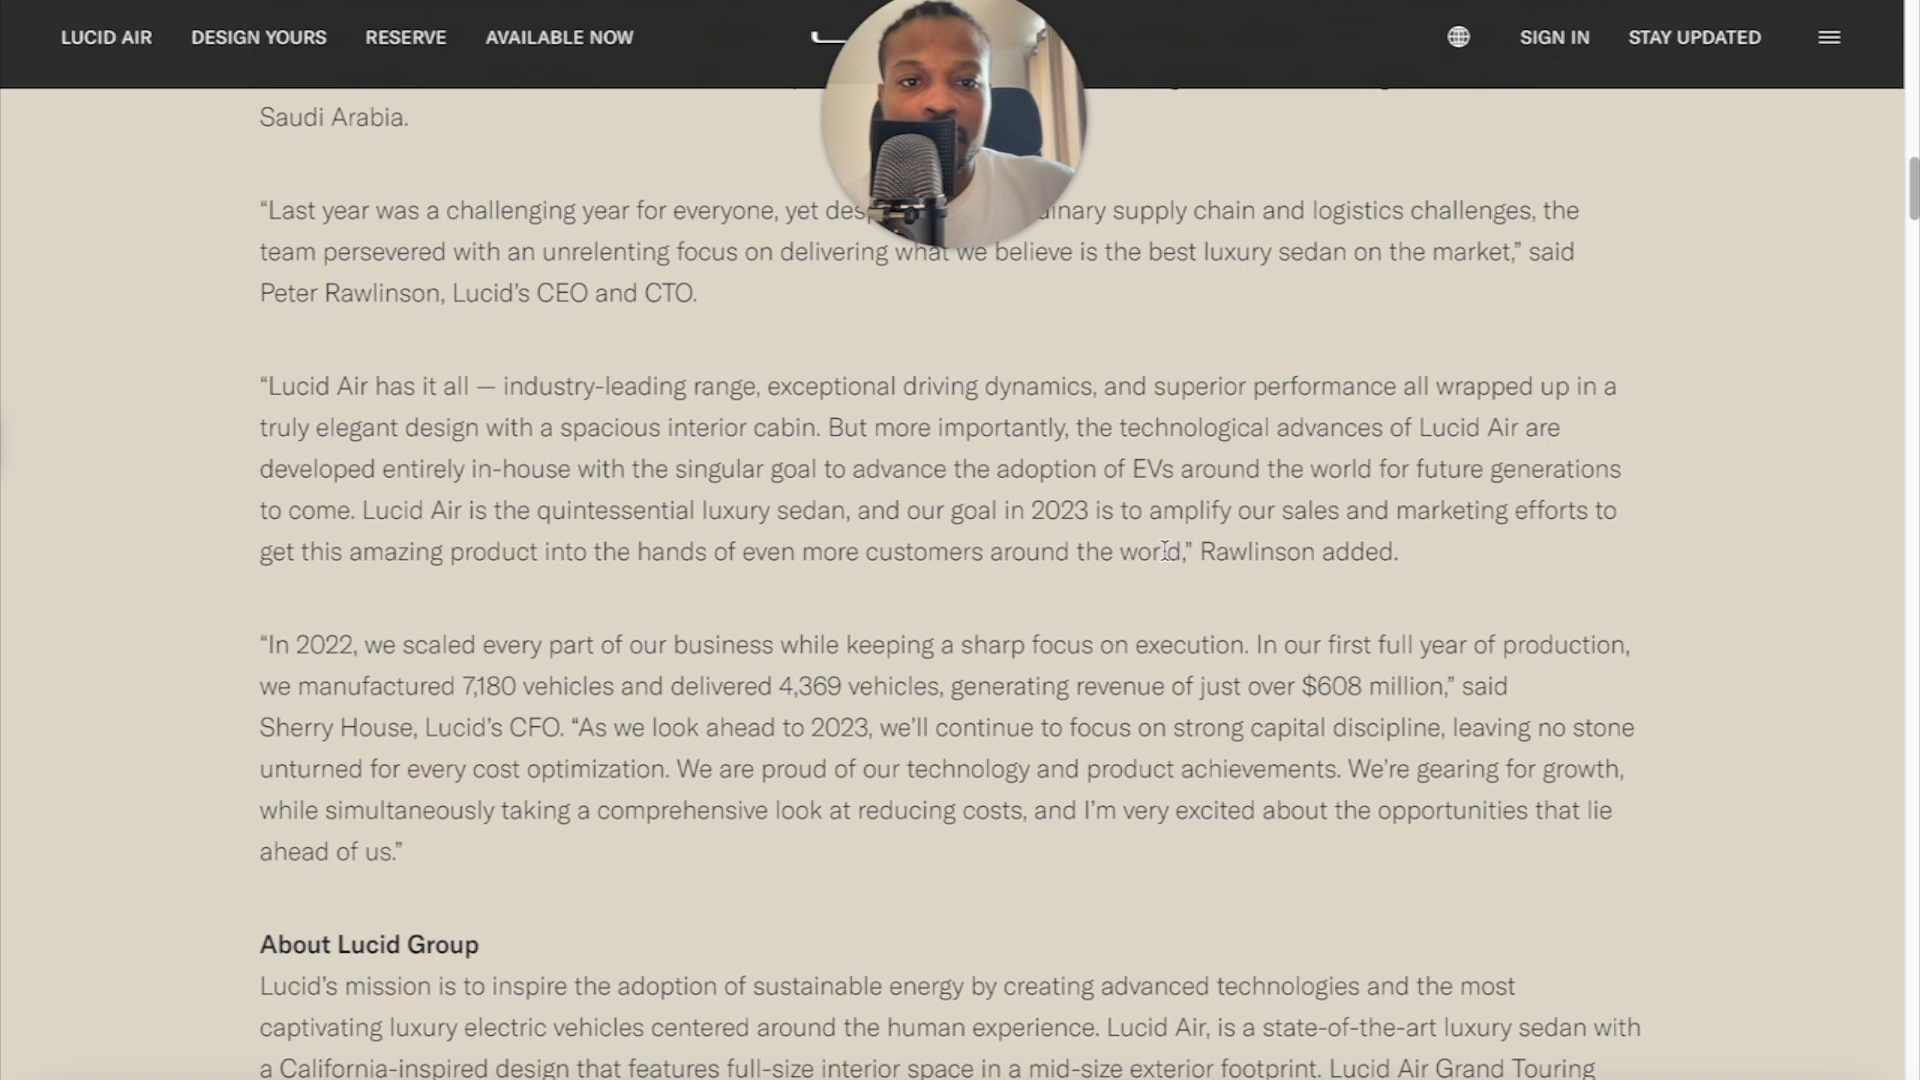 LUCID AIR DESIGN YOURS RESERVE AVAILABLE NOW SIGN IN STAY UPDATED
Saudi Arabia.
“Last year was a challenging year for everyone, yet supply chain and logistics challenges, the
team persevered with an unrelenting focus on delivering what we believe is the best luxury sedan on the market,” said
Peter Rawlinson, Lucid’s CEO and CTO.
“Lucid Air has it all — industry-leading range, exceptional driving dynamics, and superior performance all wrapped up in a
truly elegant design with a spacious interior cabin. But more importantly, the technological advances of Lucid Air are
developed entirely in-house with the singular goal to advance the adoption of EVs around the world for future generations
to come. Lucid Air is the quintessential luxury sedan, and our goal in 2023 is to amplify our sales and marketing efforts to
get this amazing product into the hands of even more customers around the world,” Rawlinson added.
“In 2022, we scaled every part of our business while keeping a sharp focus on execution. In our first full year of production,
we manufactured 7,180 vehicles and delivered 4,369 vehicles, generating revenue of just over $608 million,” said
Sherry House, Lucid’s CFO. “As we look ahead to 2023, we’ll continue to focus on strong capital discipline, leaving no stone
unturned for every cost optimization. We are proud of our technology and product achievements. We’re gearing for growth,
while simultaneously taking a comprehensive look at reducing costs, and I’m very excited about the opportunities that lie
ahead of us.”
About Lucid Group
Lucid’s mission is to inspire the adoption of sustainable energy by creating advanced technologies and the most
captivating luxury electric vehicles centered around the human experience. Lucid Air, is a state-of-the-art luxury sedan with
a California-inspired design that features full-size interior space in a mid-size exterior footprint. Lucid Air Grand Touring